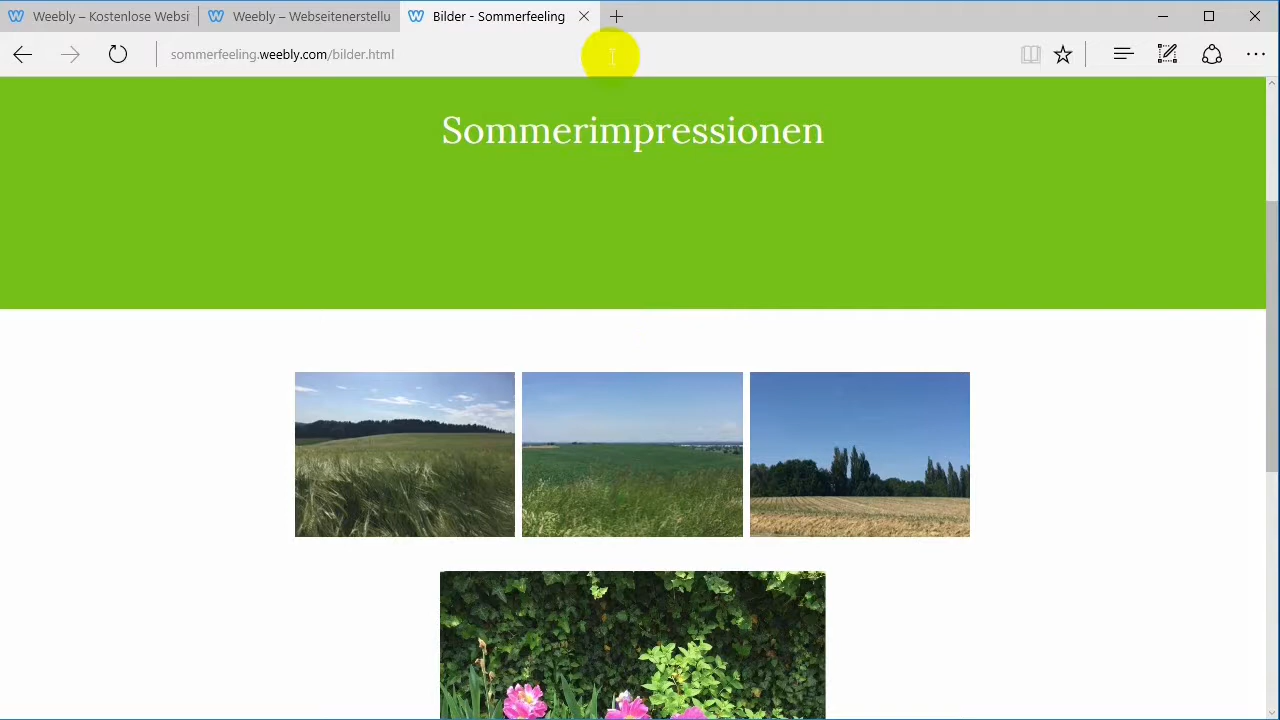 Weebly – Kostenlose Websi
Weebly – Webseitenerstellu
Bilder - Sommerfeeling
sommerfeeling.weebly.com/bilder.html
Sommerimpressionen